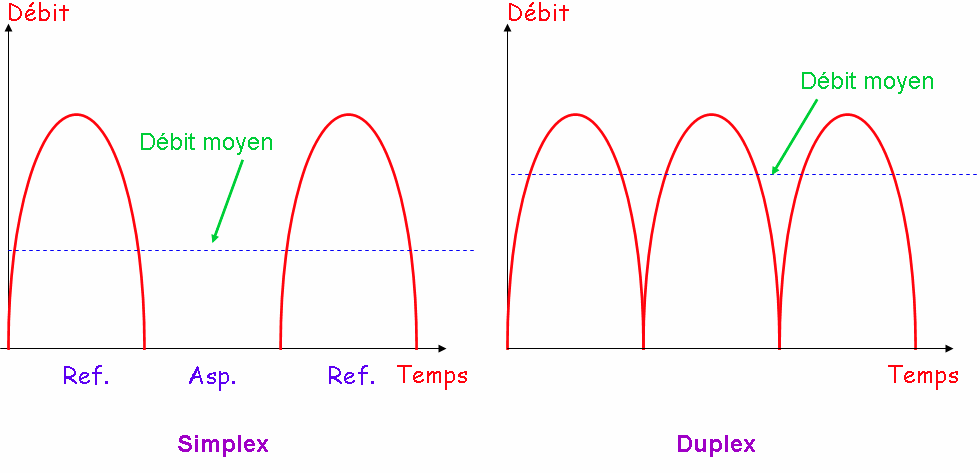 Débit
Débit moyen
Ref. Asp. Ref. Temps
Simplex
Débit
Débit moyen
Temps
Duplex